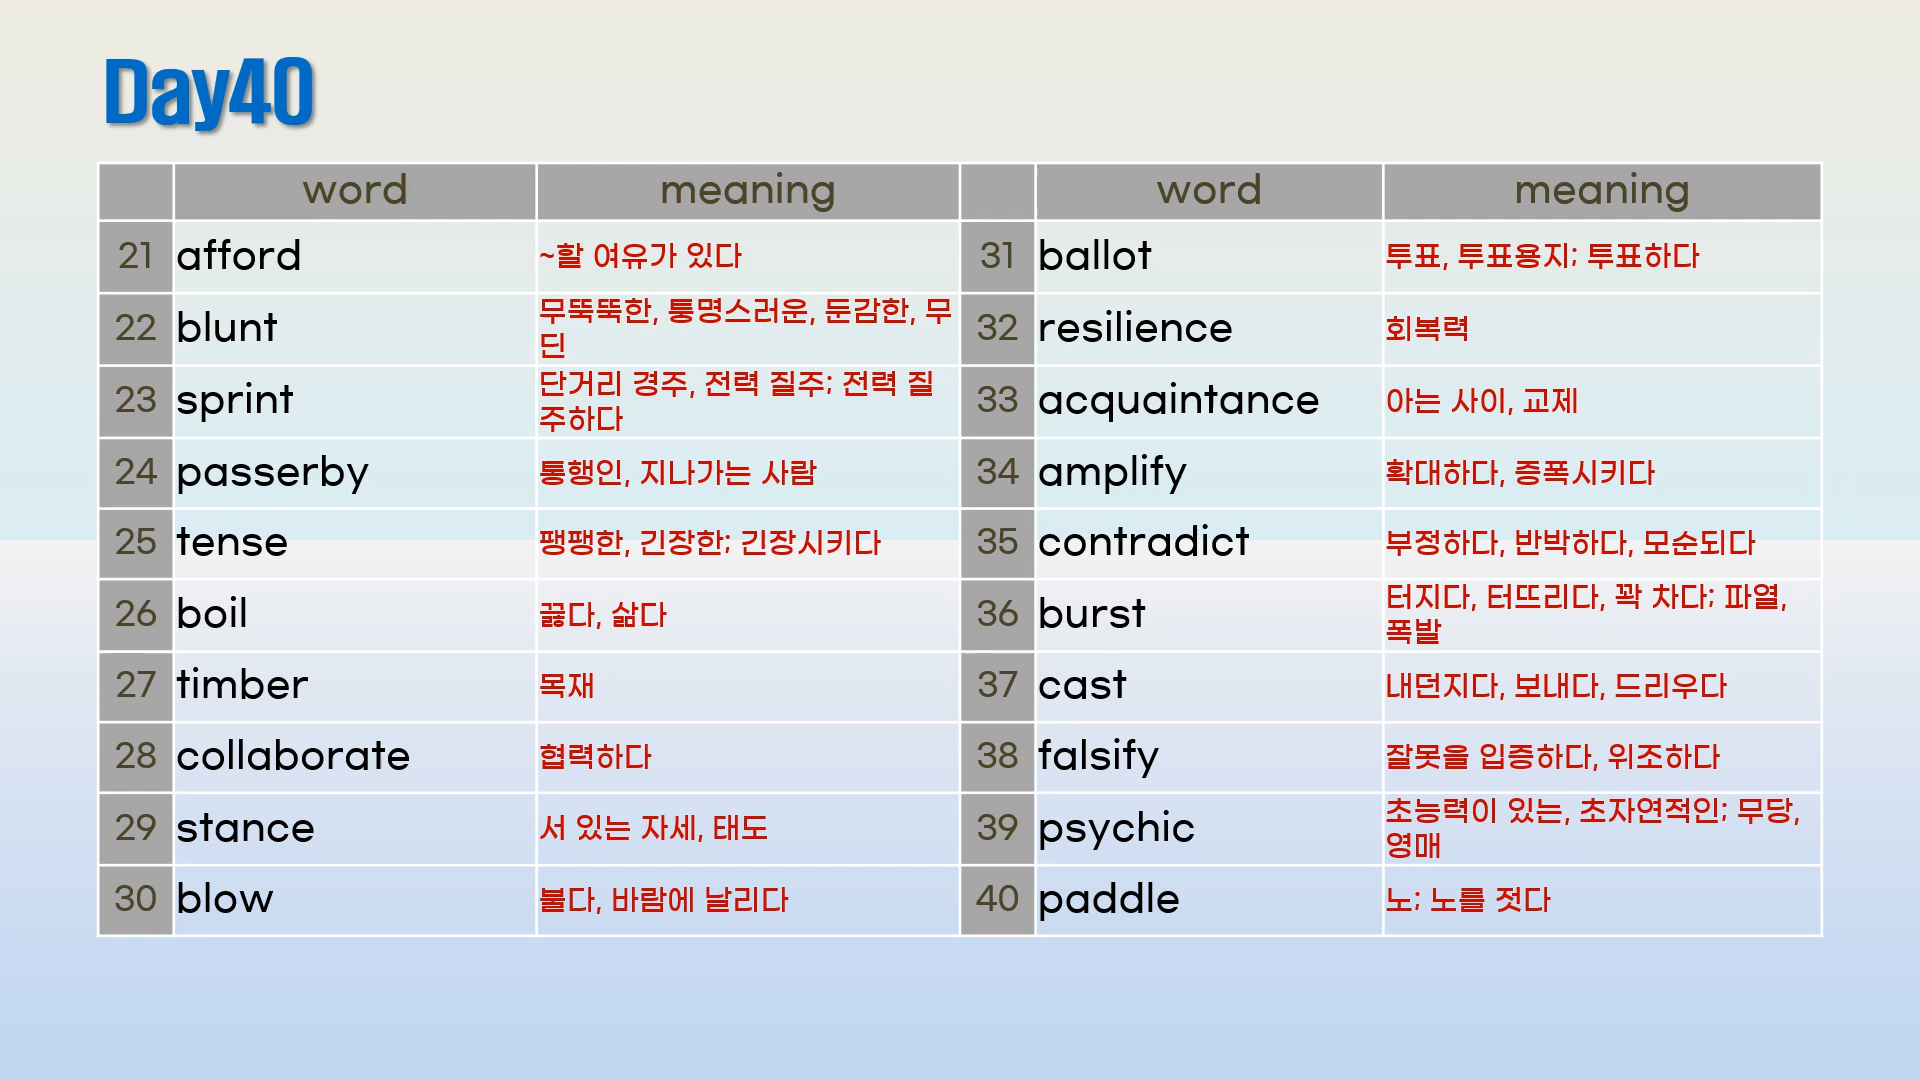 Day40
word meaning word meaning
21 afford ~할 여유가 있다 31 ballot 투표, 투표용지; 투표하다
22 blunt 무뚝뚝한, 퉁명스러운, 둔감한, 무
딘 32 resilience 회복력
23 sprint 단거리 경주, 전력 질주; 전력 질
주하다 33 acquaintance 아는 사이, 교제
24 passerby 통행인, 지나가는 사람 34 amplify 확대하다, 증폭시키다
25 tense 팽팽한, 긴장한; 긴장시키다 35 contradict 부정하다, 반박하다, 모순되다
26 boil 끓다, 삶다 36 burst 터지다, 터뜨리다, 꽉 차다; 파열,
폭발
27 timber 목재 37 cast 내던지다, 보내다, 드리우다
28 collaborate 협력하다 38 falsify 잘못을 입증하다, 위조하다
29 stance 서 있는 자세, 태도 39 psychic 초능력이 있는, 초자연적인; 무당,
영매
30 blow 불다, 바람에 날리다 40 paddle 노; 노를 젓다